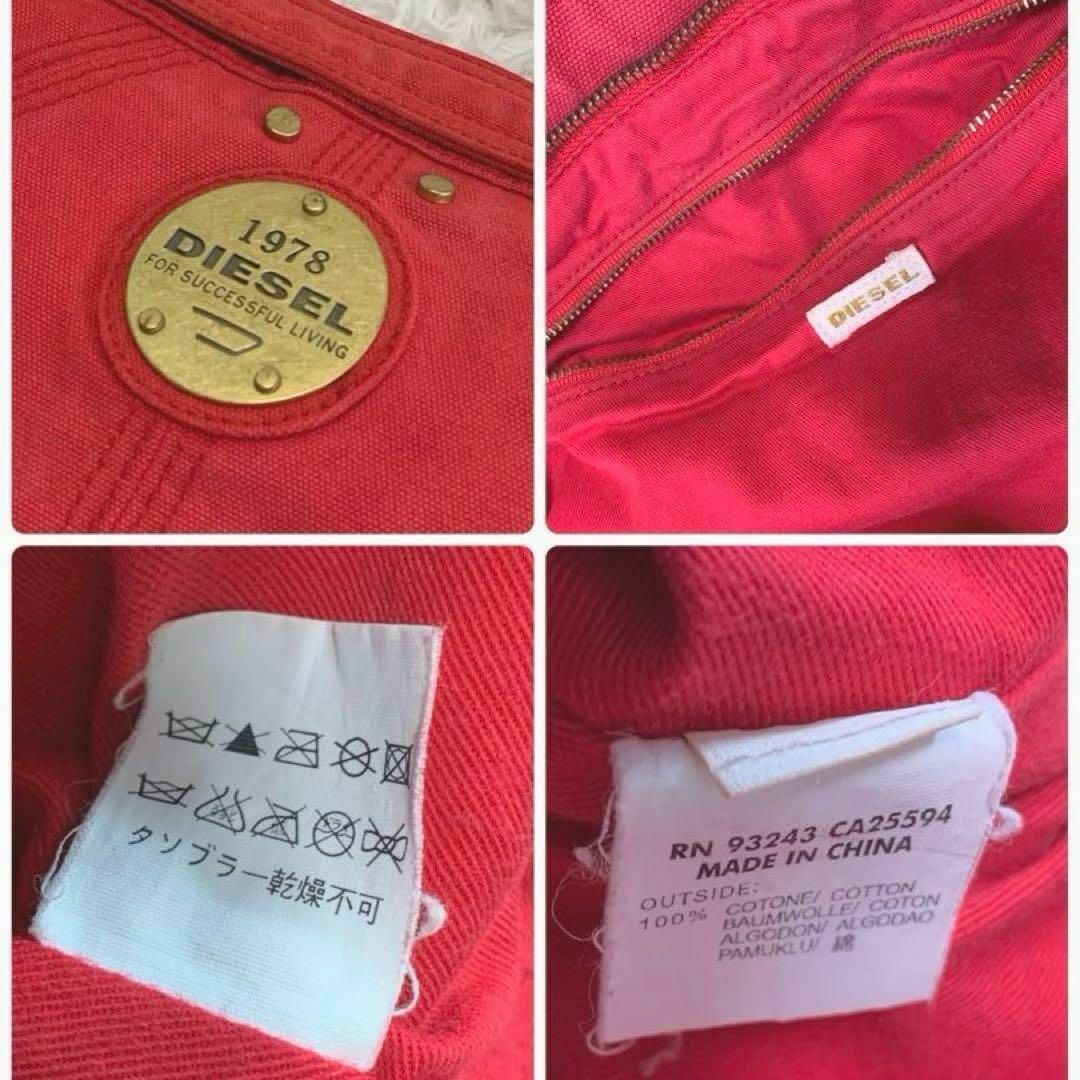 1978
DIESEL
FOR SUCCESSFUL LIVING
DIESEL
タンブラー乾燥不可
RN 93243 CA25594
MADE IN CHINA
OUTSIDE:
100% COTONE/ COTTON
BAUMWOLLE/ COTON
ALGODON/ ALGODAO
PAMUKLU/ 綿